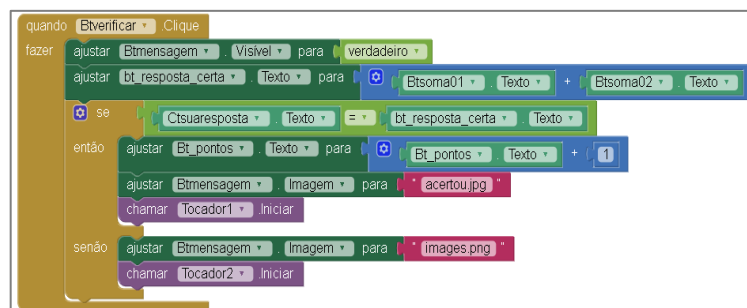 quando Btverificar .Clique
fazer ajustar Btmensagem . Visível para verdadeiro
ajustar bt_resposta_certa . Texto para Btsoma01 . Texto + Btsoma02 . Texto
se Ctsuaresposta . Texto = bt_resposta_certa . Texto
então ajustar Bt_pontos . Texto para Bt_pontos . Texto + 1
ajustar Btmensagem . Imagem para " acertou.jpg "
chamar Tocador1 .Iniciar
senão ajustar Btmensagem . Imagem para " images.png "
chamar Tocador2 .Iniciar